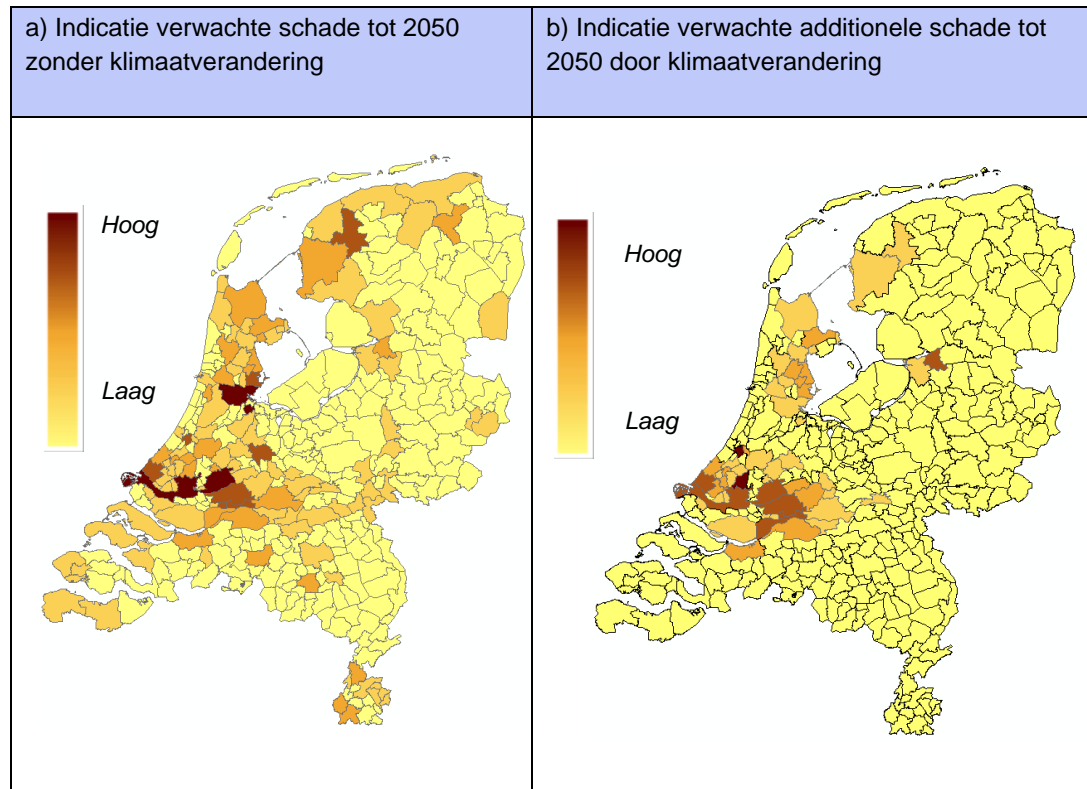 a) Indicatie verwachte schade tot 2050
zonder klimaatverandering
b) Indicatie verwachte additionele schade tot
2050 door klimaatverandering
Hoog
Laag
Hoog
Laag